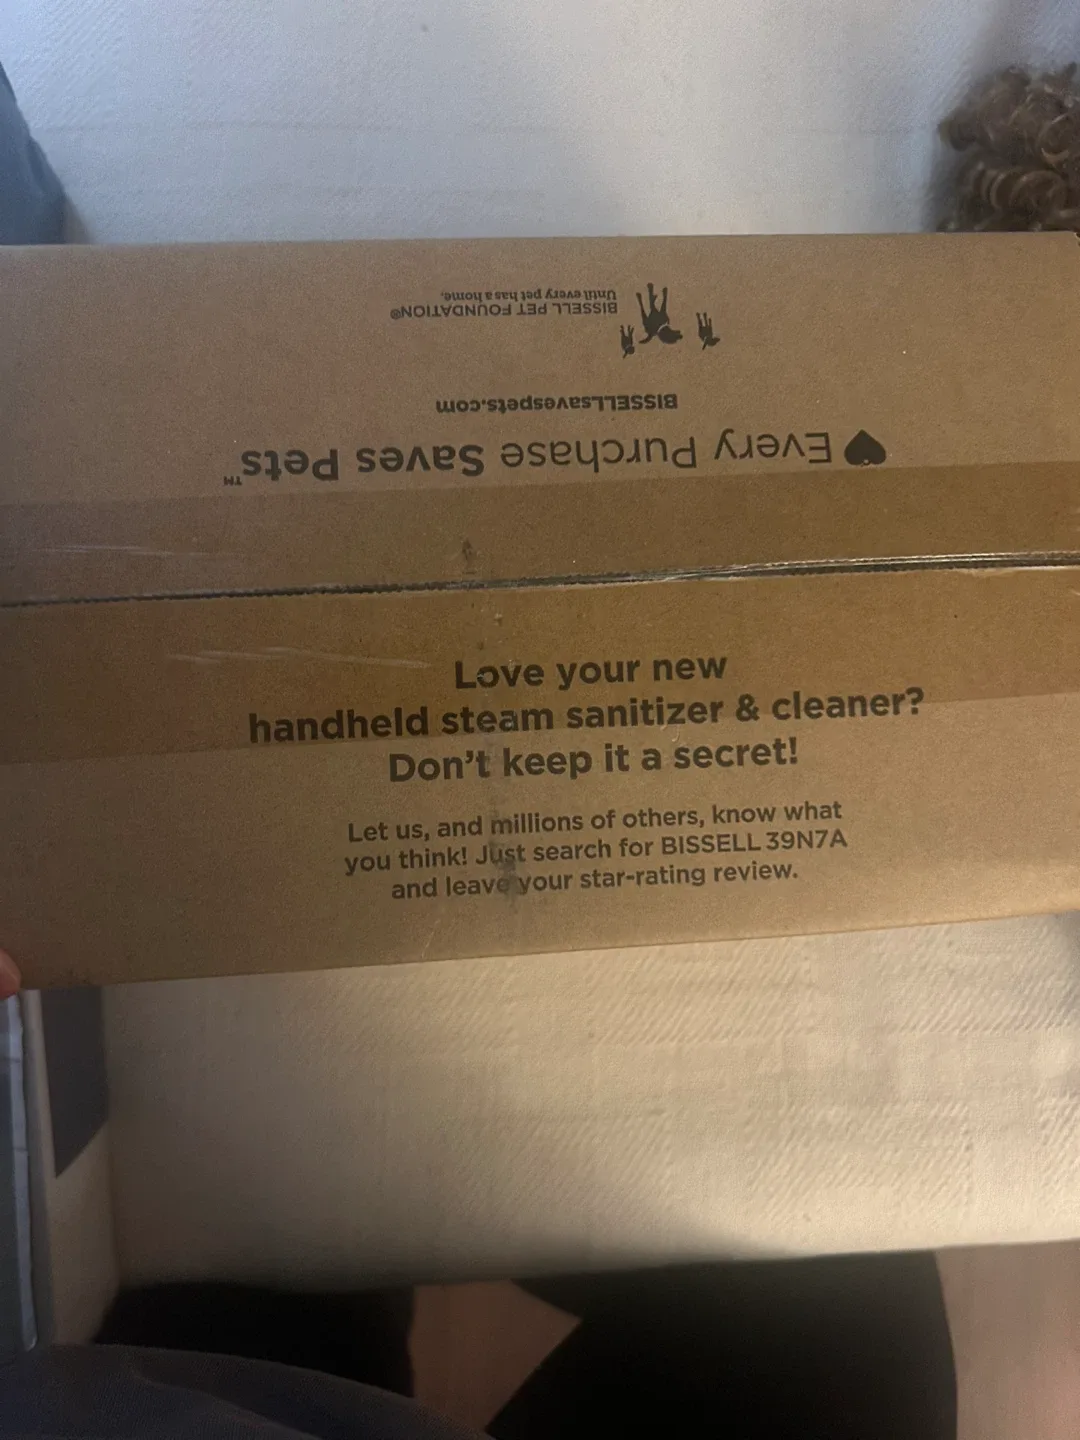 Until every pet has a home.
BISSELL PET FOUNDATION®
BISSELLsavespets.com
Every Purchase Saves Pets™
Love your new
handheld steam sanitizer & cleaner?
Don't keep it a secret!
Let us, and millions of others, know what
you think! Just search for BISSELL 39N7A
and leave your star-rating review.